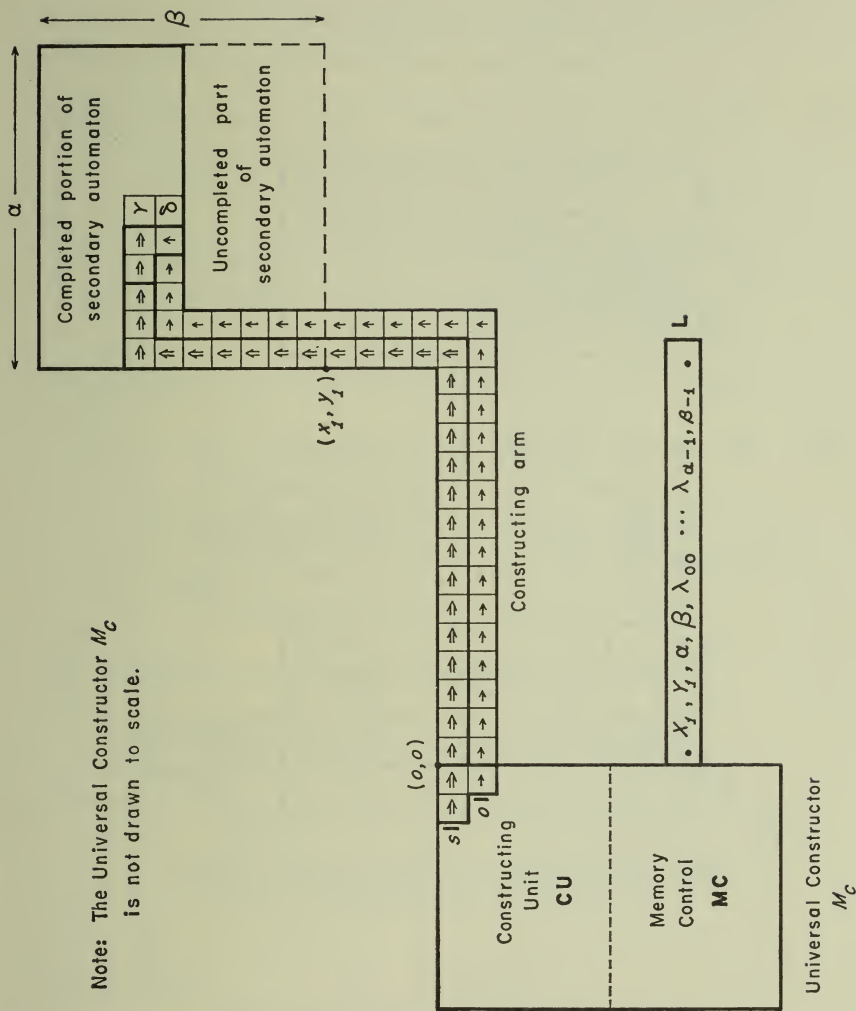 Note: The Universal Constructor M_C
is not drawn to scale.
α
β
Completed portion of
secondary automaton
γ
δ
Uncompleted part
of
secondary automaton
(x₁, y₁)
Constructing arm
(0,0)
s
o
Constructing
Unit
CU
Memory
Control
MC
• X₁, Y₁, α, β, λ₀₀ ··· λα-1, β-1 •
L
Universal Constructor
M_C